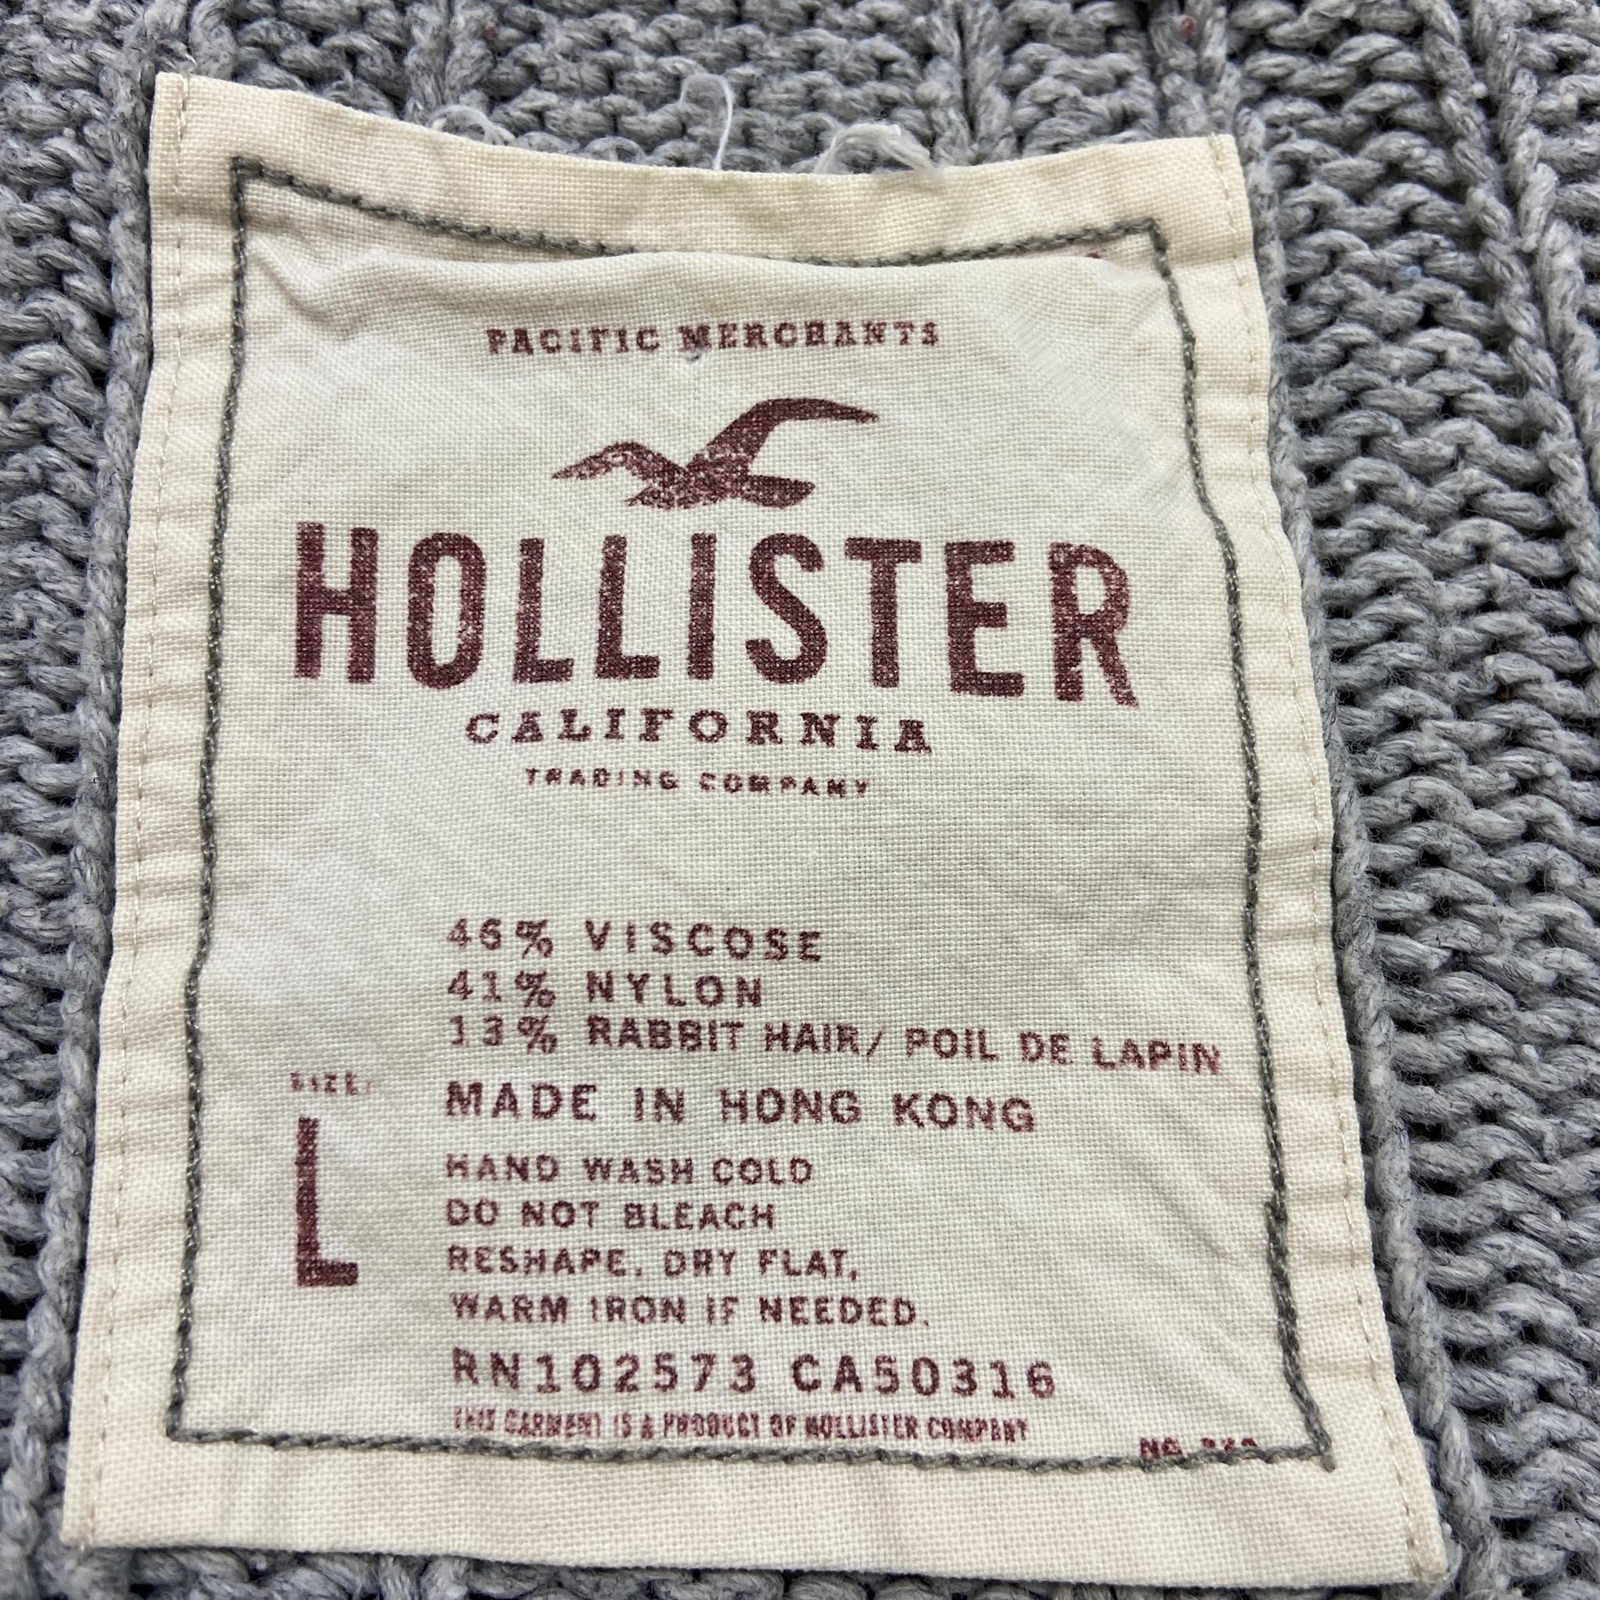 PACIFIC MERCHANTS
HOLLISTER
CALIFORNIA
TRADING COMPANY
46% VISCOSE
41% NYLON
13% RABBIT HAIR/ POIL DE LAPIN
SIZE:
L
MADE IN HONG KONG
HAND WASH COLD
DO NOT BLEACH
RESHAPE. DRY FLAT,
WARM IRON IF NEEDED.
RN102573 CA50316
THIS GARMENT IS A PRODUCT OF HOLLISTER COMPANY
NO.